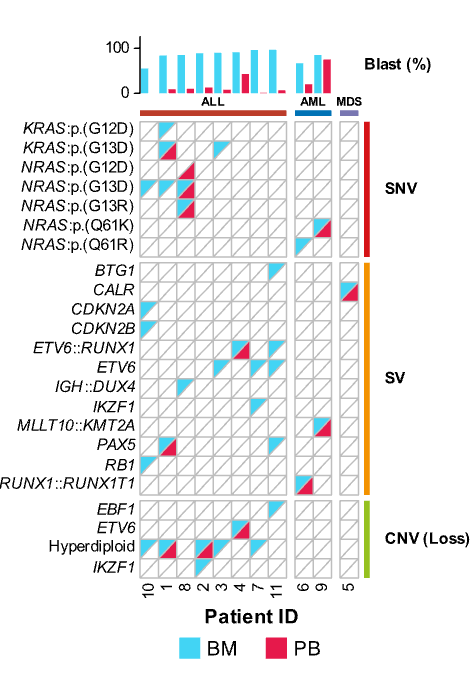 100
Blast (%)
0
ALL
AML
MDS
KRAS:p.(G12D)
KRAS:p.(G13D)
NRAS:p.(G12D)
NRAS:p.(G13D)
NRAS:p.(G13R)
NRAS:p.(Q61K)
NRAS:p.(Q61R)
SNV
BTG1
CALR
CDKN2A
CDKN2B
ETV6::RUNX1
ETV6
IGH::DUX4
IKZF1
MLLT10::KMT2A
PAX5
RB1
RUNX1::RUNX1T1
SV
EBF1
ETV6
Hyperdiploid
IKZF1
CNV (Loss)
10 1 8 2 3 4 7 11 6 9 5
Patient ID
BM PB